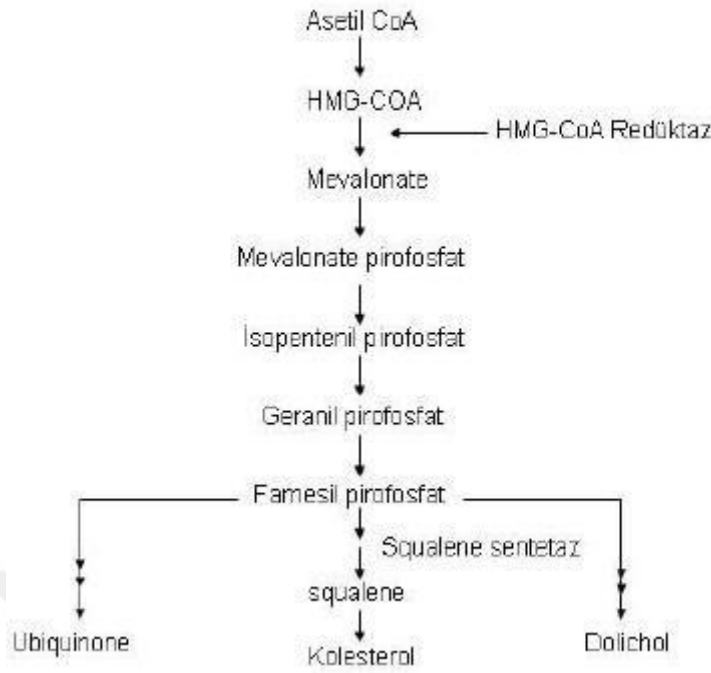 Asetil CoA
HMG-COA
HMG-CoA Redüktaz
Mevalonate
Mevalonate pirofosfat
İsopentenil pirofosfat
Geranil pirofosfat
Farnesil pirofosfat
Squalene sentetaz
squalene
Ubiquinone
Kolesterol
Dolichol